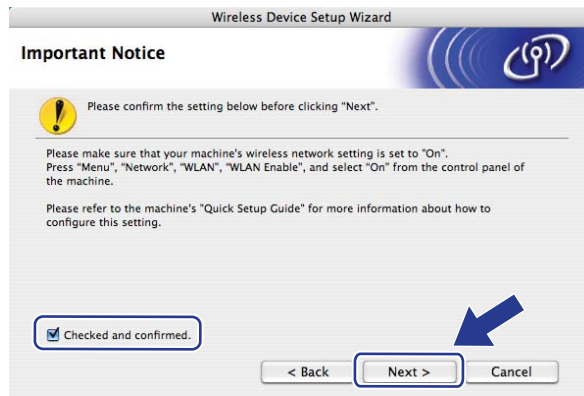 Wireless Device Setup Wizard
Important Notice
Please confirm the setting below before clicking "Next".
Please make sure that your machine's wireless network setting is set to "On".
Press "Menu", "Network", "WLAN", "WLAN Enable", and select "On" from the control panel of
the machine.
Please refer to the machine's "Quick Setup Guide" for more information about how to
configure this setting.
Checked and confirmed.
< Back
Next >
Cancel